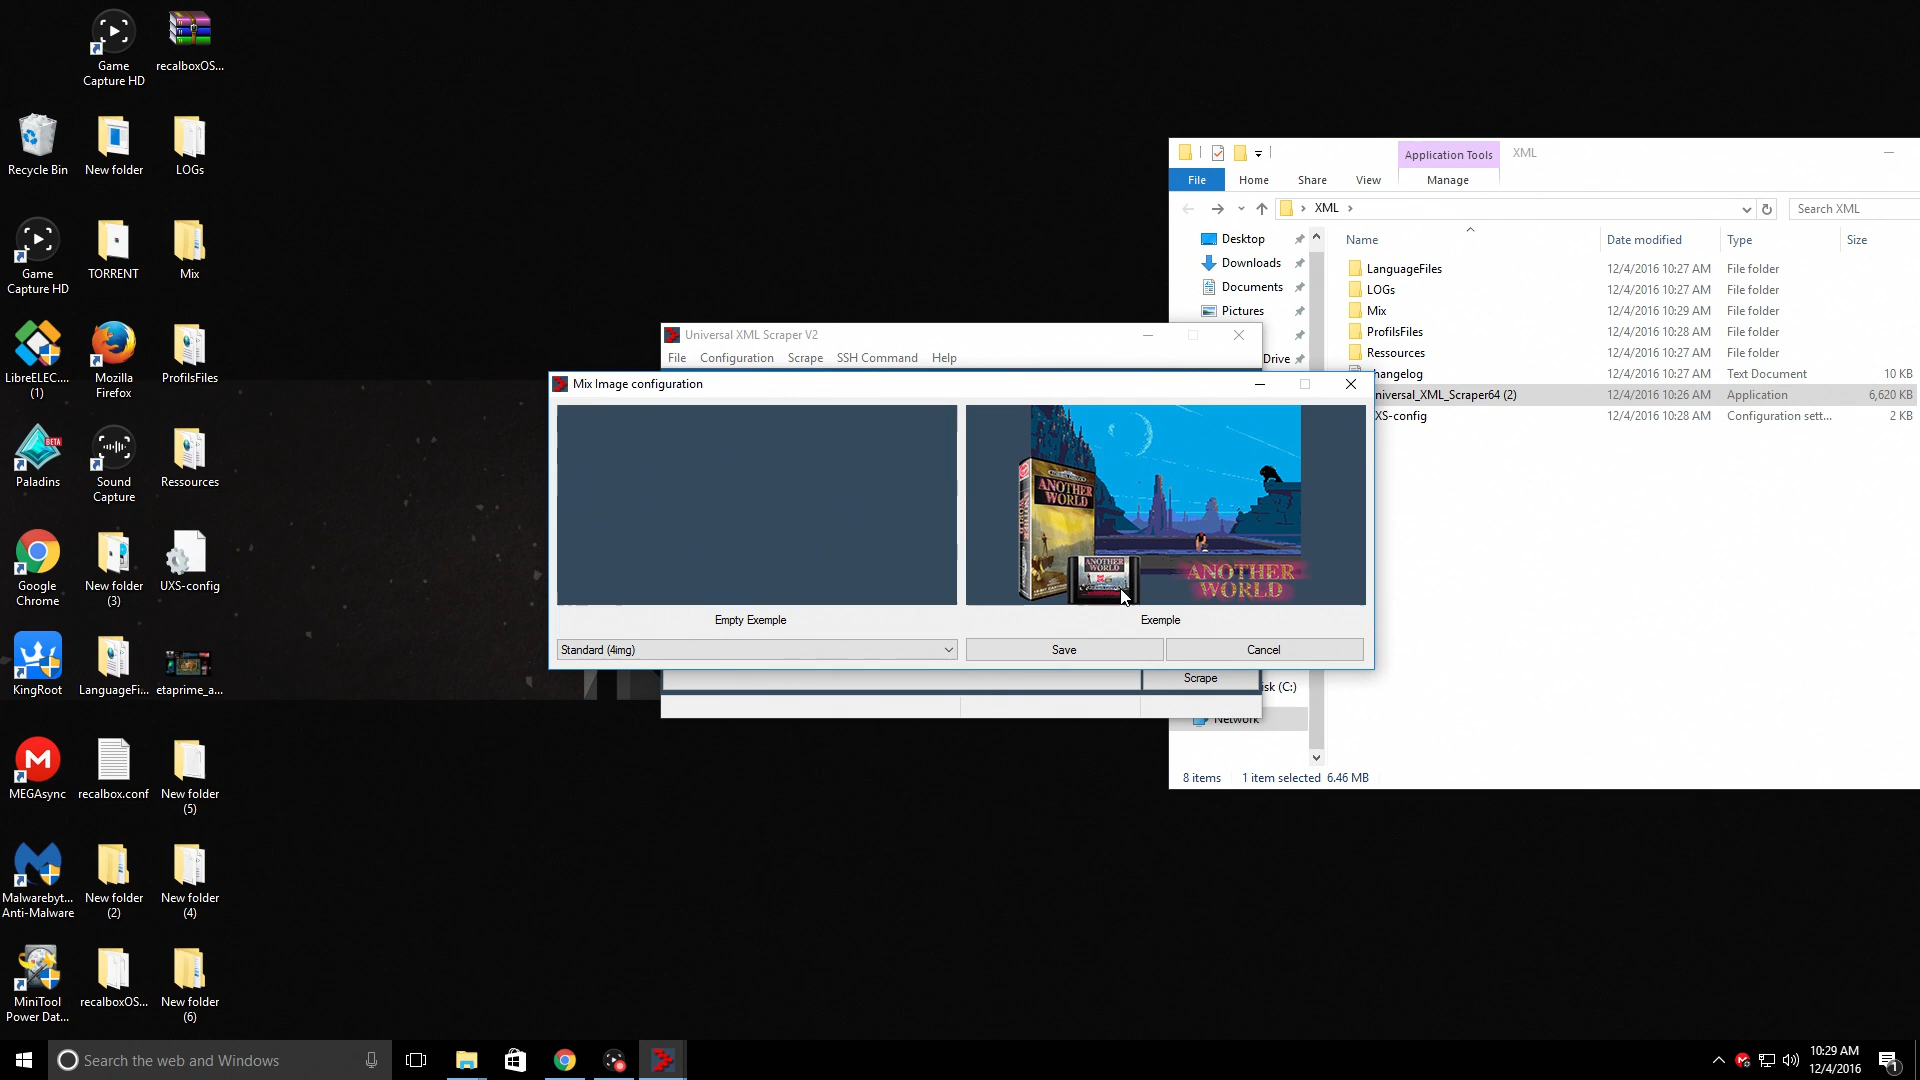 Game
Capture HD
recalboxOS...
Recycle Bin
New folder
LOGs
Game
Capture HD
TORRENT
Mix
LibreELEC....
(1)
Mozilla
Firefox
ProfilsFiles
Paladins
BETA
Sound
Capture
Ressources
Google
Chrome
New folder
(3)
UXS-config
KingRoot
LanguageFi...
etaprime_a...
MEGAsync
recalbox.conf
New folder
(5)
Malwarebyt...
Anti-Malware
New folder
(2)
New folder
(4)
MiniTool
Power Dat...
recalboxOS...
New folder
(6)
Application Tools
XML
File
Home
Share
View
Manage
XML
Search XML
Desktop
Downloads
Documents
Pictures
Drive
isk (C:)
Network
Name
Date modified
Type
Size
LanguageFiles 12/4/2016 10:27 AM File folder
LOGs 12/4/2016 10:27 AM File folder
Mix 12/4/2016 10:29 AM File folder
ProfilsFiles 12/4/2016 10:28 AM File folder
Ressources 12/4/2016 10:27 AM File folder
hangelog 12/4/2016 10:27 AM Text Document 10 KB
niversal_XML_Scraper64 (2) 12/4/2016 10:26 AM Application 6,620 KB
XS-config 12/4/2016 10:28 AM Configuration sett... 2 KB
8 items 1 item selected 6.46 MB
Universal XML Scraper V2
File Configuration Scrape SSH Command Help
Mix Image configuration
ANOTHER
WORLD
ANOTHER
WORLD
ANOTHER
WORLD
Empty Exemple
Exemple
Standard (4img)
Save
Cancel
Scrape
Search the web and Windows
10:29 AM
12/4/2016
1